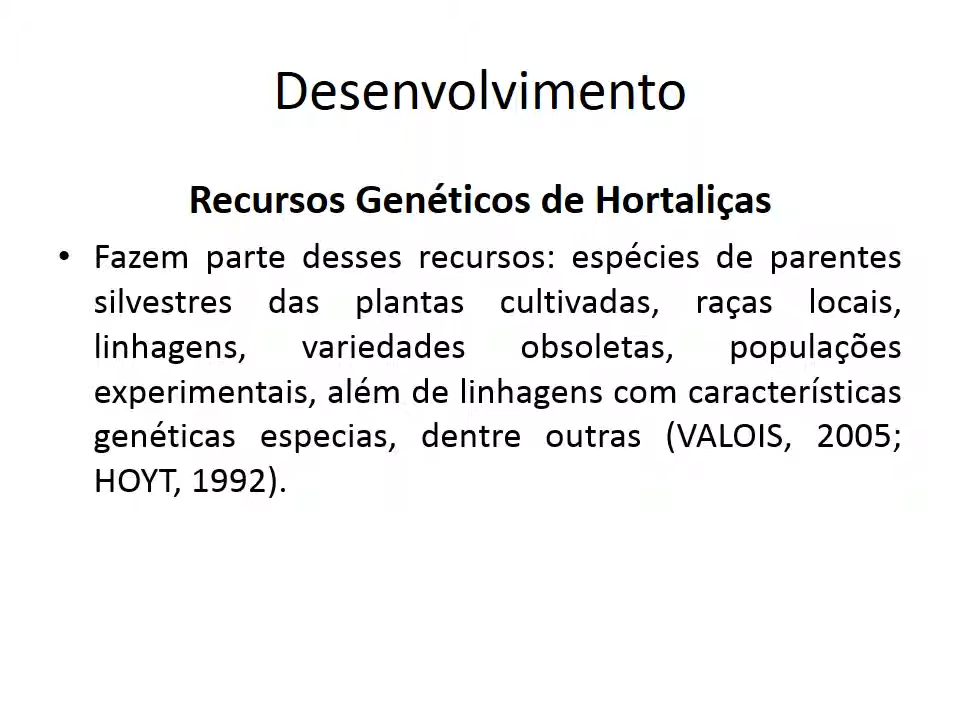 Desenvolvimento
Recursos Genéticos de Hortaliças
• Fazem parte desses recursos: espécies de parentes
silvestres das plantas cultivadas, raças locais,
linhagens, variedades obsoletas, populações
experimentais, além de linhagens com características
genéticas especias, dentre outras (VALOIS, 2005;
HOYT, 1992).